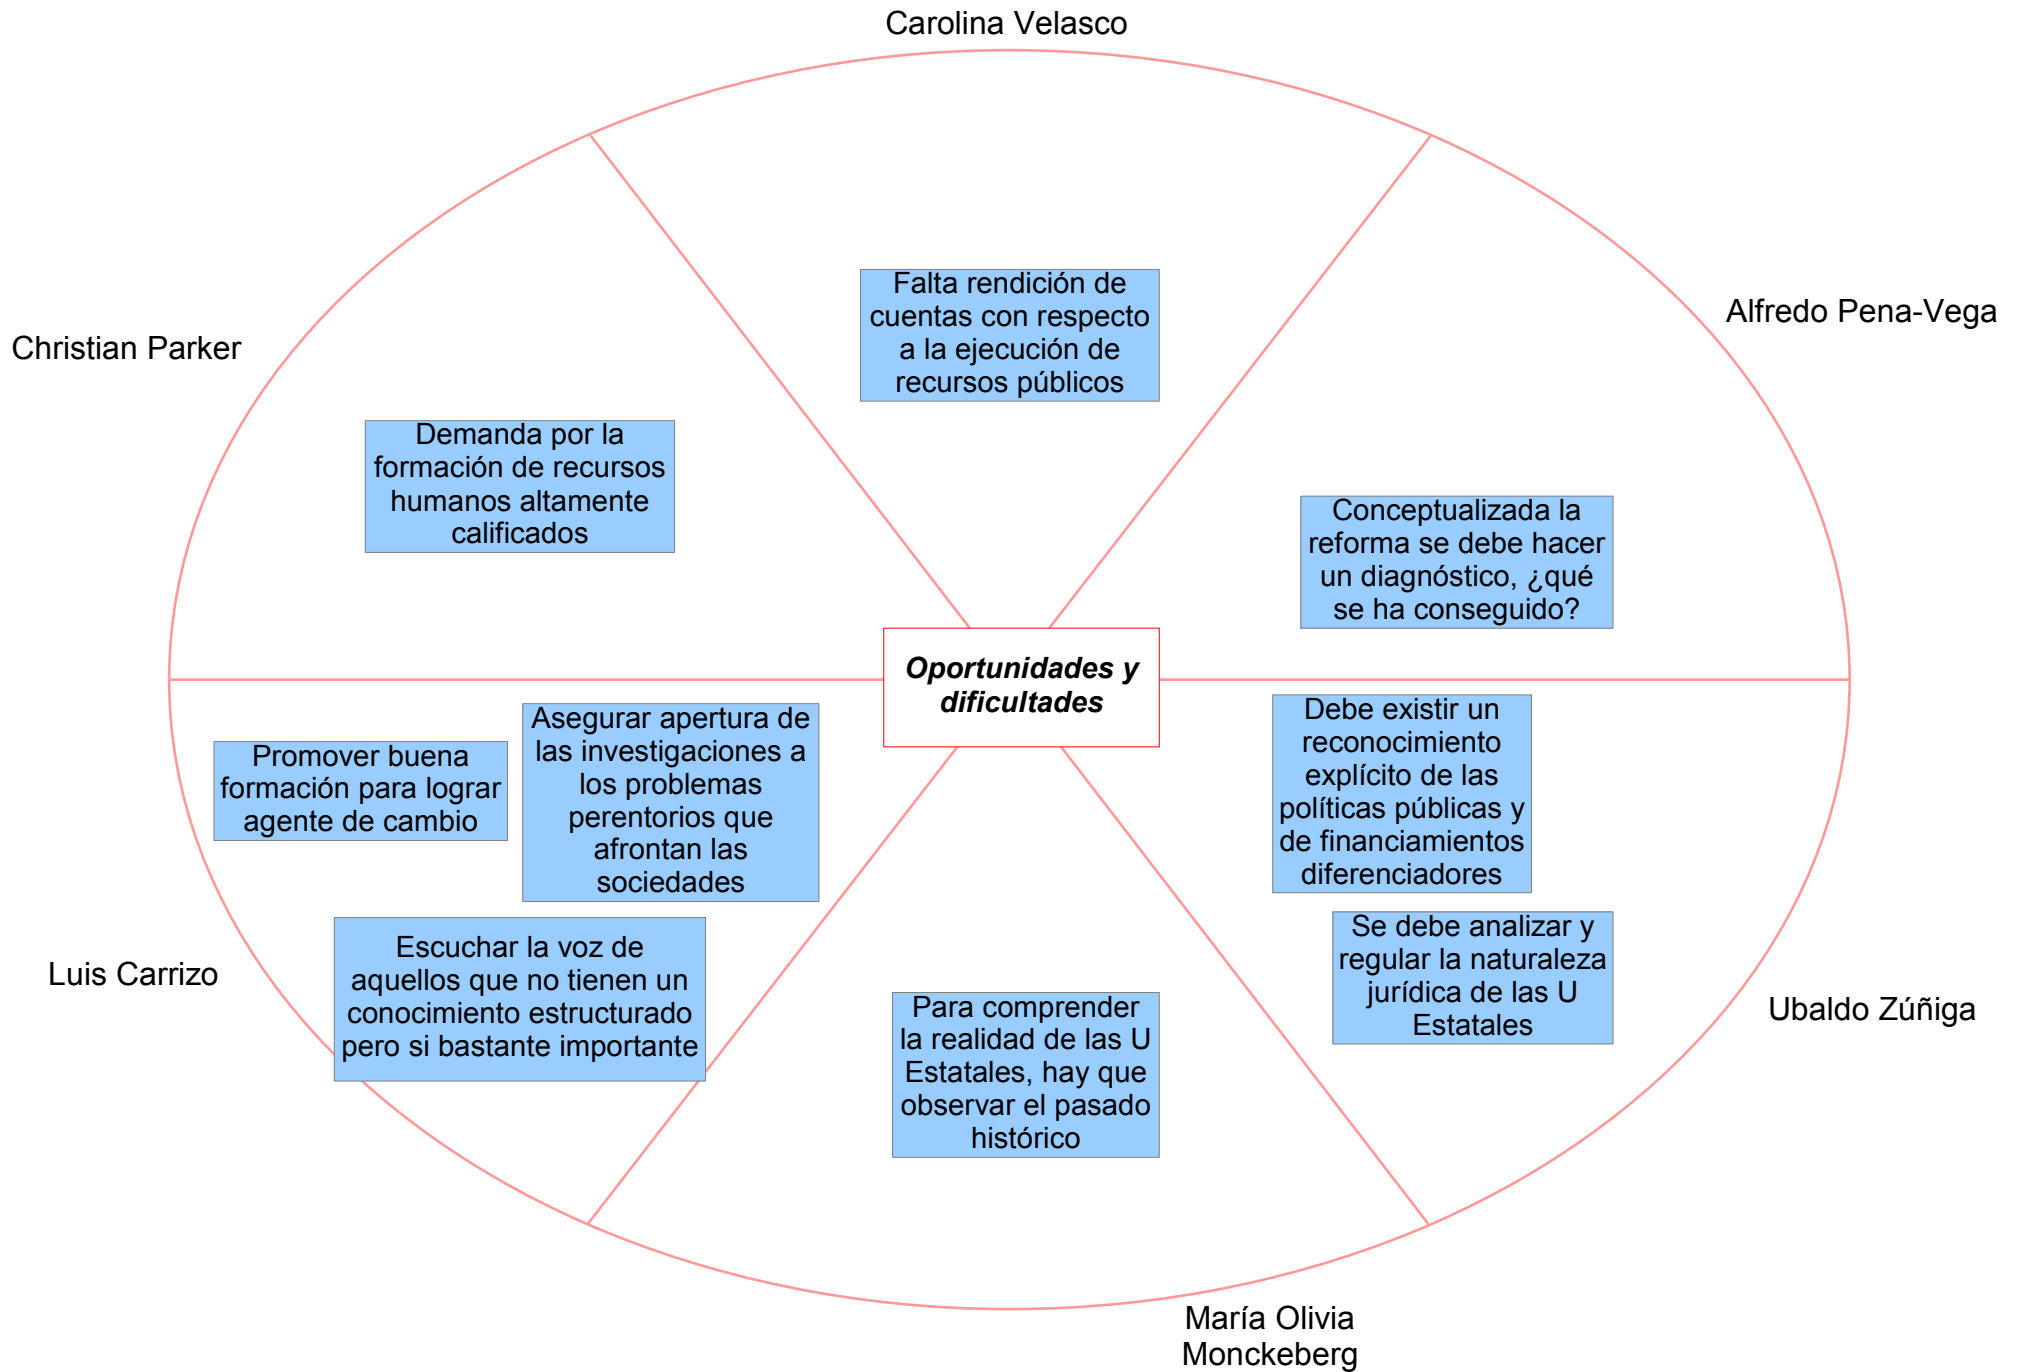 Carolina Velasco
Falta rendición de
cuentas con respecto
a la ejecución de
recursos públicos
Alfredo Pena-Vega
Conceptualizada la
reforma se debe hacer
un diagnóstico, ¿qué
se ha conseguido?
Christian Parker
Demanda por la
formación de recursos
humanos altamente
calificados
Oportunidades y
dificultades
Promover buena
formación para lograr
agente de cambio
Asegurar apertura de
las investigaciones a
los problemas
perentorios que
afrontan las
sociedades
Escuchar la voz de
aquellos que no tienen un
conocimiento estructurado
pero si bastante importante
Luis Carrizo
Debe existir un
reconocimiento
explícito de las
políticas públicas y
de financiamientos
diferenciadores
Se debe analizar y
regular la naturaleza
jurídica de las U
Estatales
Ubaldo Zúñiga
Para comprender
la realidad de las U
Estatales, hay que
observar el pasado
histórico
María Olivia
Monckeberg